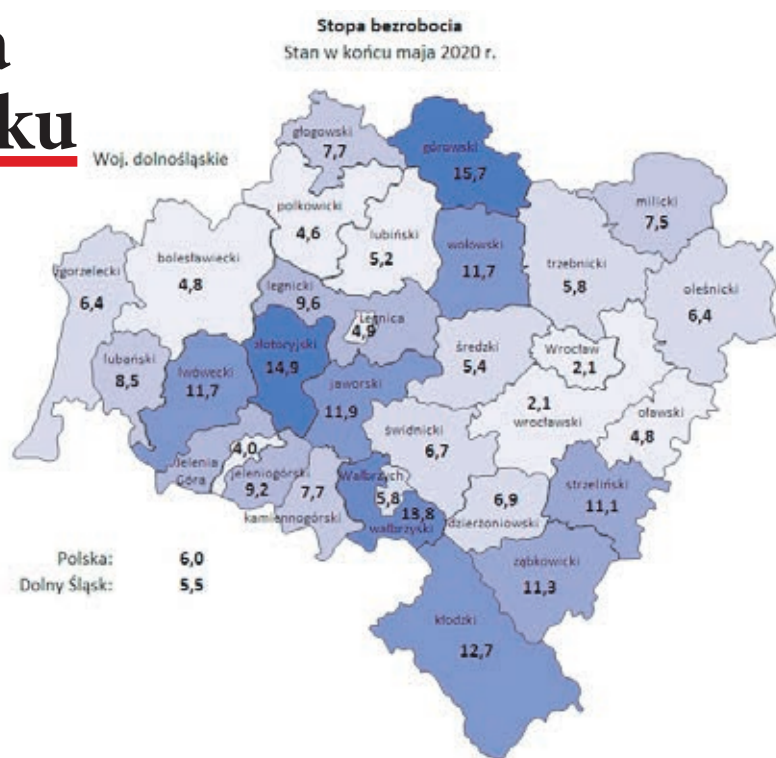 a
ku
Stopa bezrobocia
Stan w końcu maja 2020 r.
Woj. dolnośląskie
głogowski
7,7
górowski
15,7
milicki
7,5
polkowicki
4,6
lubiński
5,2
wołowski
11,7
trzebnicki
5,8
oleśnicki
6,4
zgorzelecki
6,4
bolesławiecki
4,8
legnicki
9,6
Legnica
4,9
lubański
8,5
lwówecki
11,7
złotoryjski
14,9
jaworski
11,9
średzki
5,4
Wrocław
2,1
2,1
wrocławski
oławski
4,8
świdnicki
6,7
Jelenia
Góra
4,0
jeleniogórski
9,2
7,7
kamiennogórski
Wałbrzych
5,8
13,8
wałbrzyski
6,9
dzierżoniowski
strzeliński
11,1
ząbkowicki
11,3
kłodzki
12,7
Polska: 6,0
Dolny Śląsk: 5,5